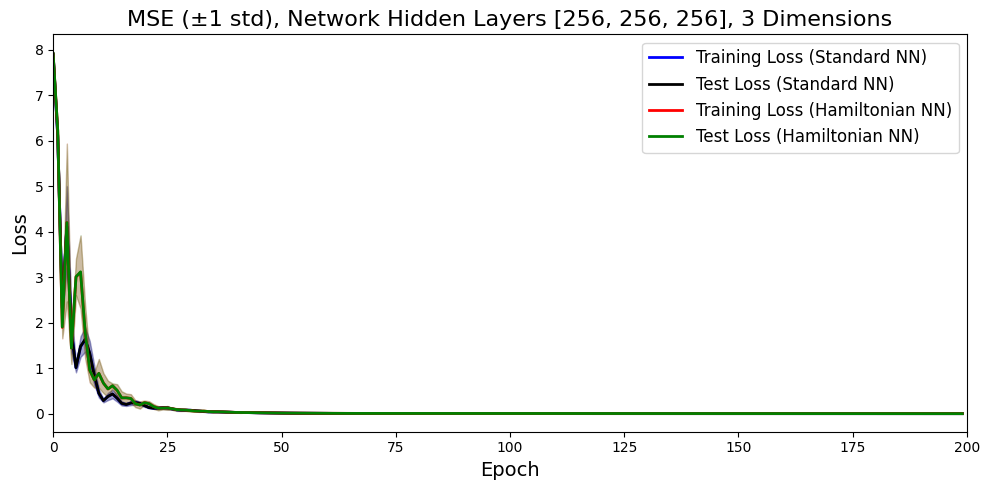 MSE (±1 std), Network Hidden Layers [256, 256, 256], 3 Dimensions
Training Loss (Standard NN)
Test Loss (Standard NN)
Training Loss (Hamiltonian NN)
Test Loss (Hamiltonian NN)
Loss
8
7
6
5
4
3
2
1
0
0 25 50 75 100 125 150 175 200
Epoch